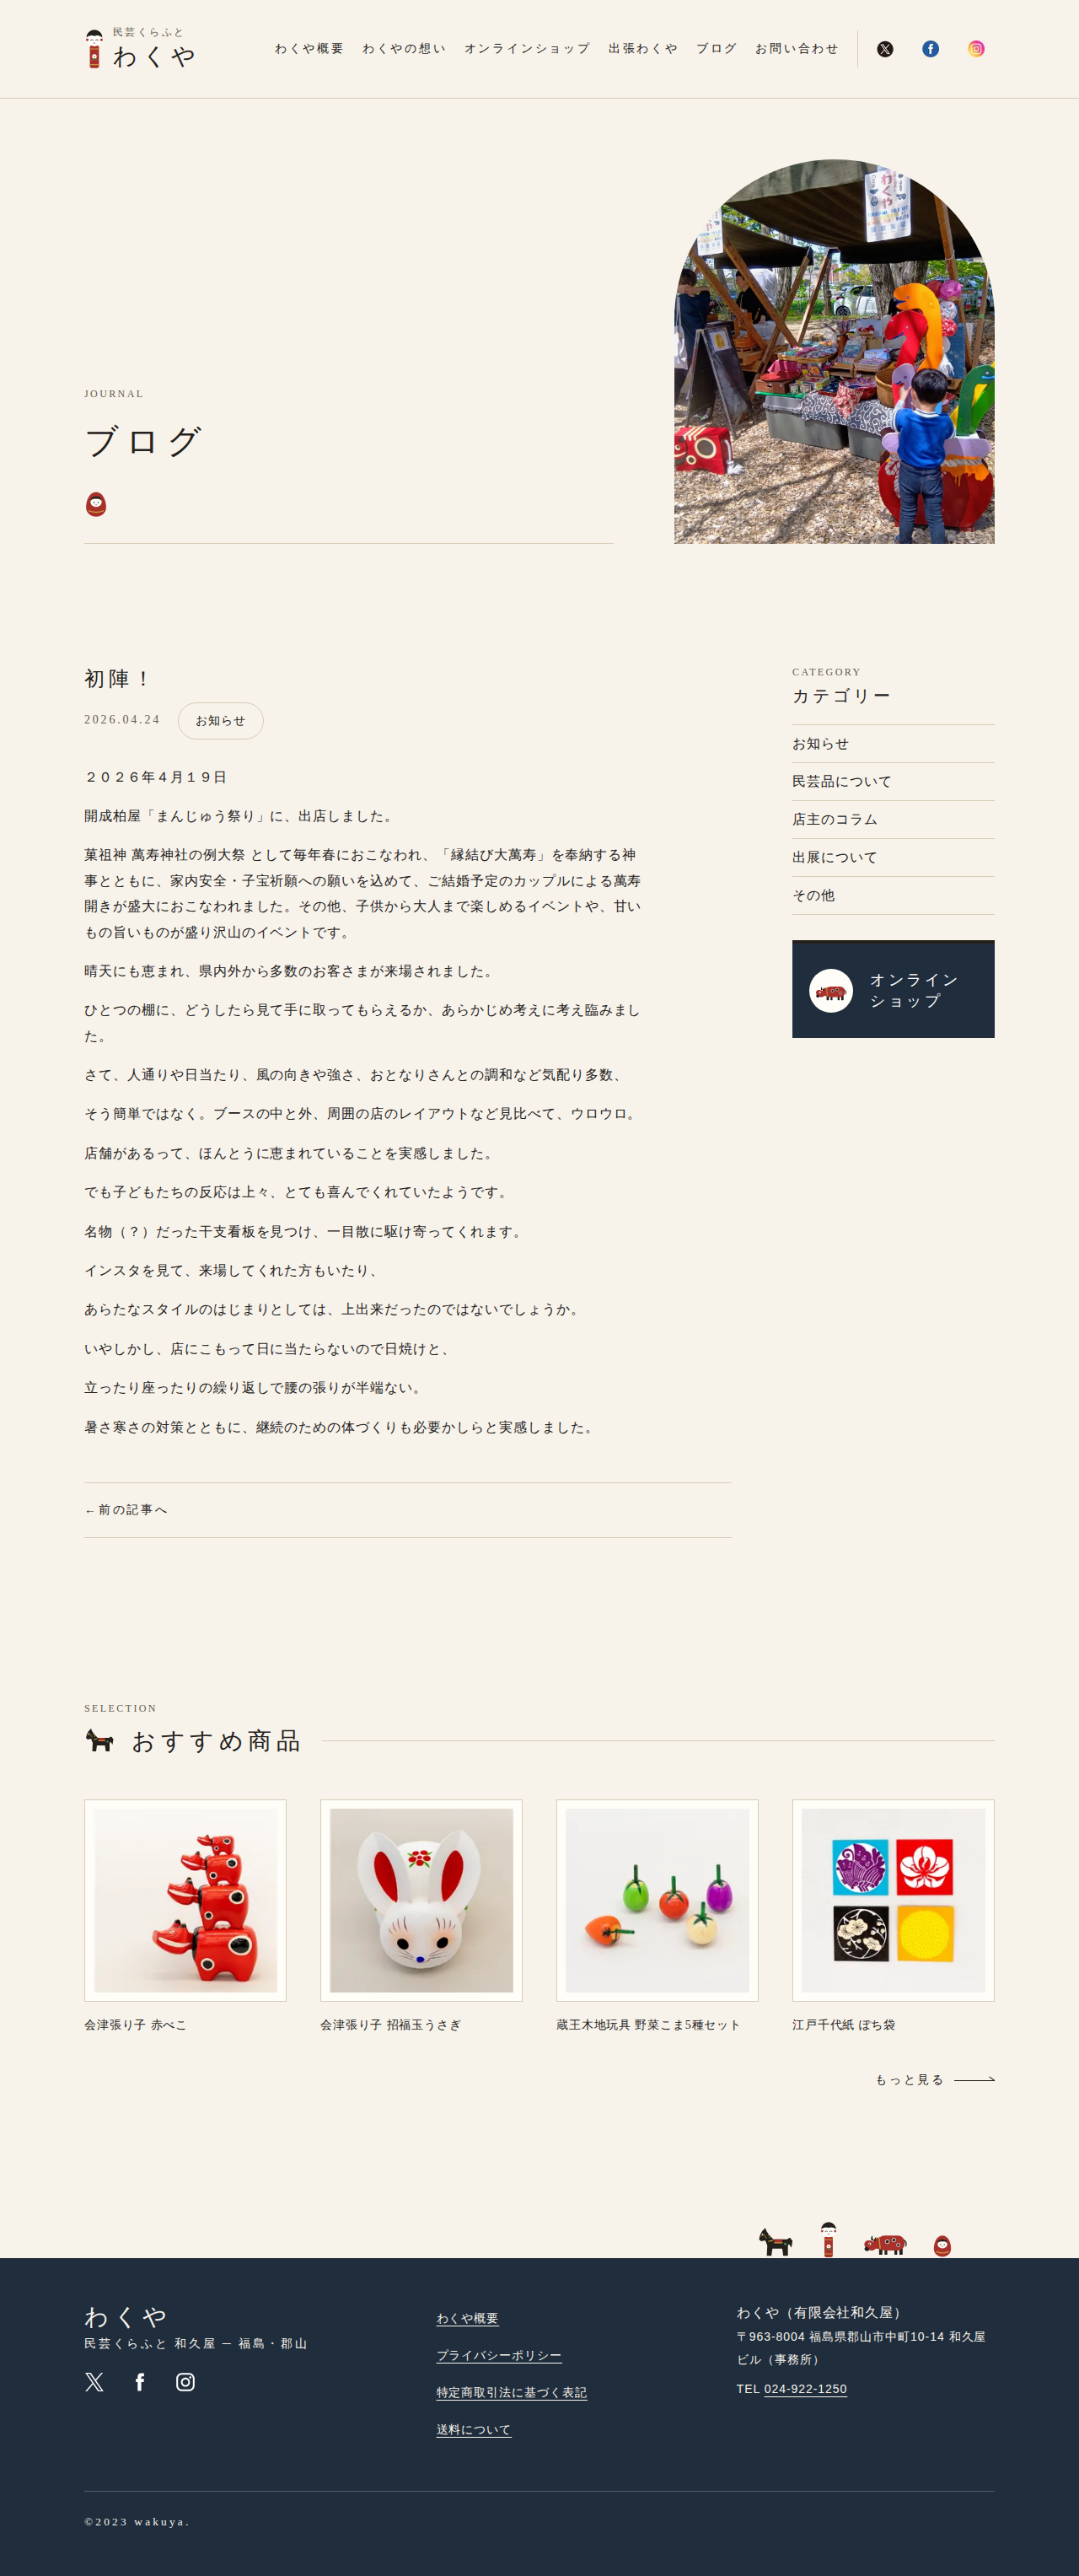 民芸くらふと
わくや
わくや概要 わくやの想い オンラインショップ 出張わくや ブログ お問い合わせ
わくや
JOURNAL
ブログ
初陣！
2026.04.24 お知らせ
２０２６年４月１９日
開成柏屋「まんじゅう祭り」に、出店しました。
菓祖神 萬寿神社の例大祭 として毎年春におこなわれ、「縁結び大萬寿」を奉納する神
事とともに、家内安全・子宝祈願への願いを込めて、ご結婚予定のカップルによる萬寿
開きが盛大におこなわれました。その他、子供から大人まで楽しめるイベントや、甘い
もの旨いものが盛り沢山のイベントです。
晴天にも恵まれ、県内外から多数のお客さまが来場されました。
ひとつの棚に、どうしたら見て手に取ってもらえるか、あらかじめ考えに考え臨みまし
た。
さて、人通りや日当たり、風の向きや強さ、おとなりさんとの調和など気配り多数、
そう簡単ではなく。ブースの中と外、周囲の店のレイアウトなど見比べて、ウロウロ。
店舗があるって、ほんとうに恵まれていることを実感しました。
でも子どもたちの反応は上々、とても喜んでくれていたようです。
名物（？）だった干支看板を見つけ、一目散に駆け寄ってくれます。
インスタを見て、来場してくれた方もいたり、
あらたなスタイルのはじまりとしては、上出来だったのではないでしょうか。
いやしかし、店にこもって日に当たらないので日焼けと、
立ったり座ったりの繰り返しで腰の張りが半端ない。
暑さ寒さの対策とともに、継続のための体づくりも必要かしらと実感しました。
←前の記事へ
CATEGORY
カテゴリー
お知らせ
民芸品について
店主のコラム
出展について
その他
オンライン
ショップ
SELECTION
おすすめ商品
会津張り子 赤べこ
会津張り子 招福玉うさぎ
蔵王木地玩具 野菜こま5種セット
江戸千代紙 ぽち袋
もっと見る
わくや
民芸くらふと 和久屋 ─ 福島・郡山
わくや概要
プライバシーポリシー
特定商取引法に基づく表記
送料について
わくや（有限会社和久屋）
〒963-8004 福島県郡山市中町10-14 和久屋
ビル（事務所）
TEL 024-922-1250
©2023 wakuya.